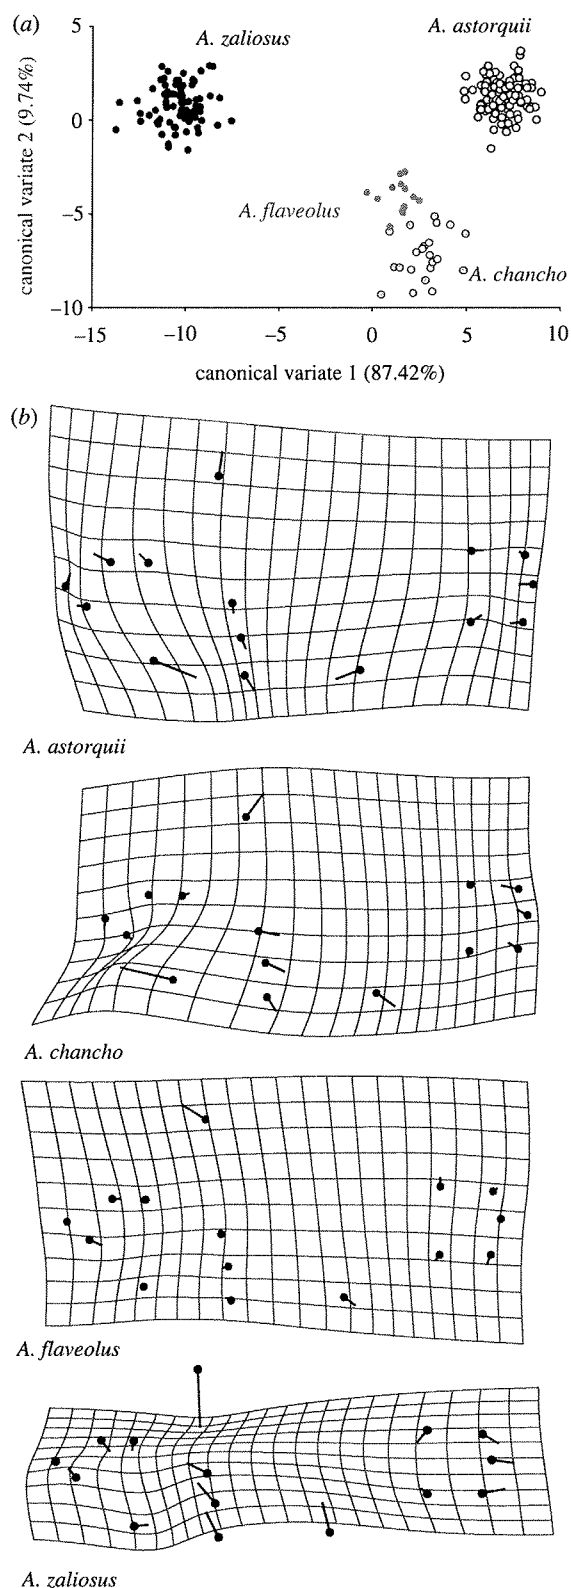 (a)
A. zaliosus
A. astorquii
A. flaveolus
A. chancho
canonical variate 2 (9.74%)
5
0
−5
−10
−15 −10 −5 0 5 10
canonical variate 1 (87.42%)
(b)
A. astorquii
A. chancho
A. flaveolus
A. zaliosus